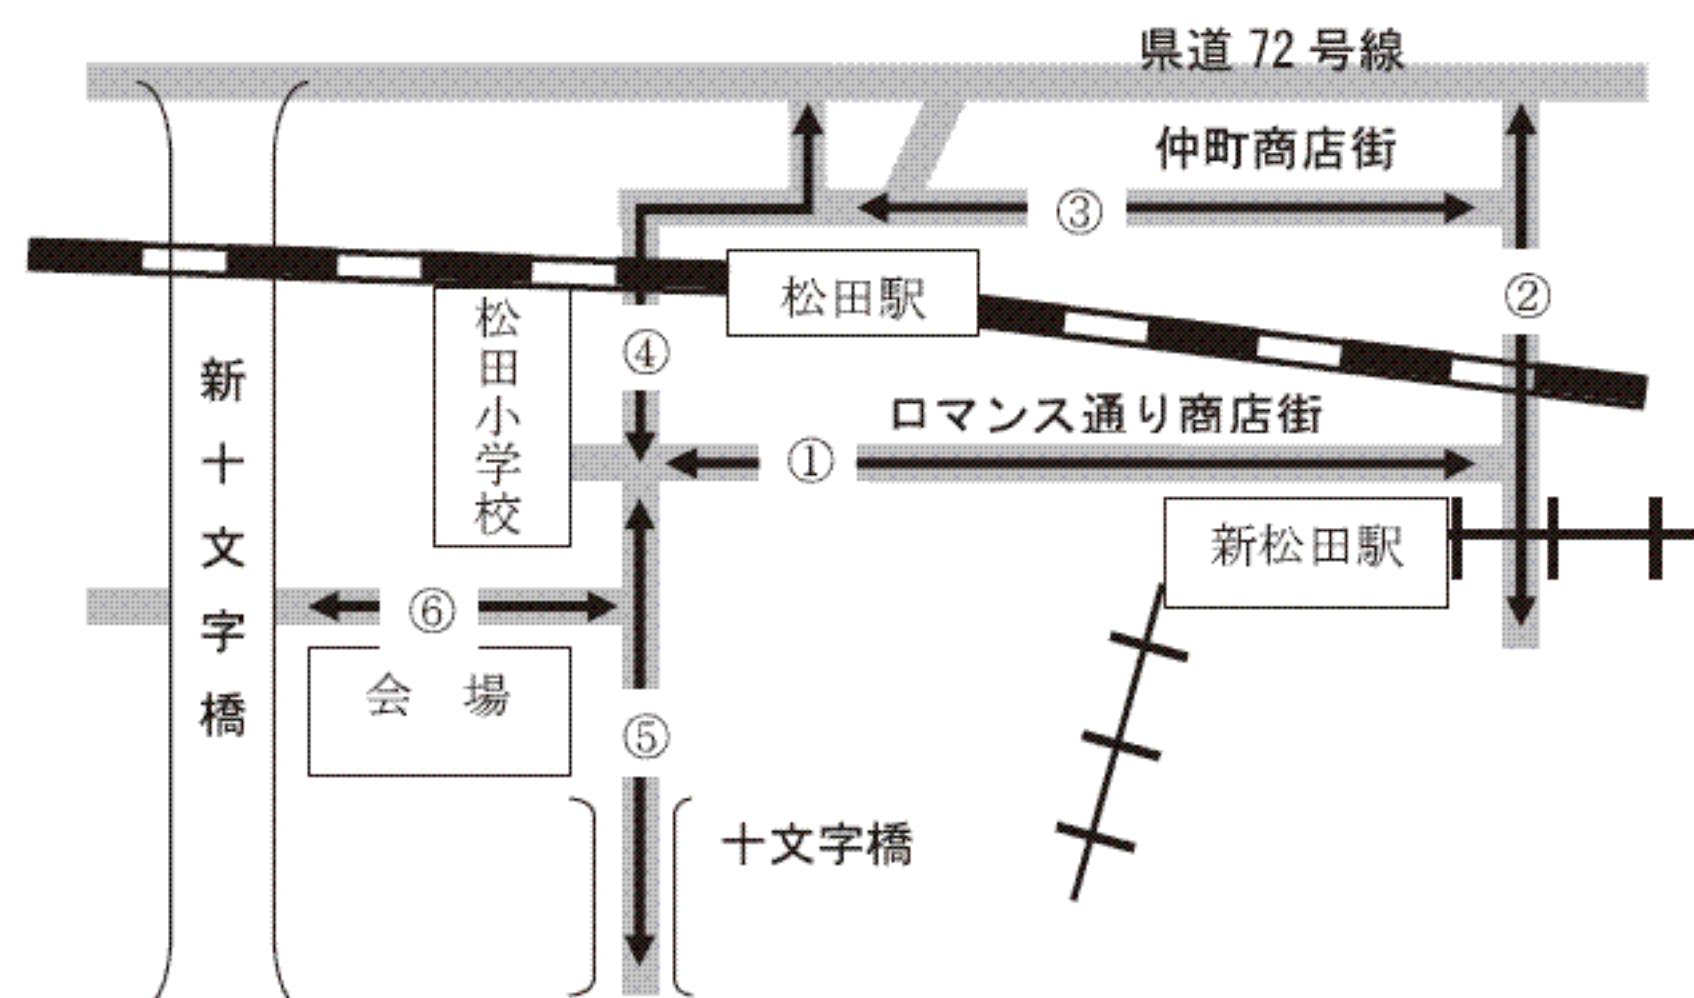 県道 72 号線
仲町商店街
③
②
松田駅
松田小学校
④
新十文字橋
ロマンス通り商店街
①
新松田駅
⑥
会 場
⑤
十文字橋